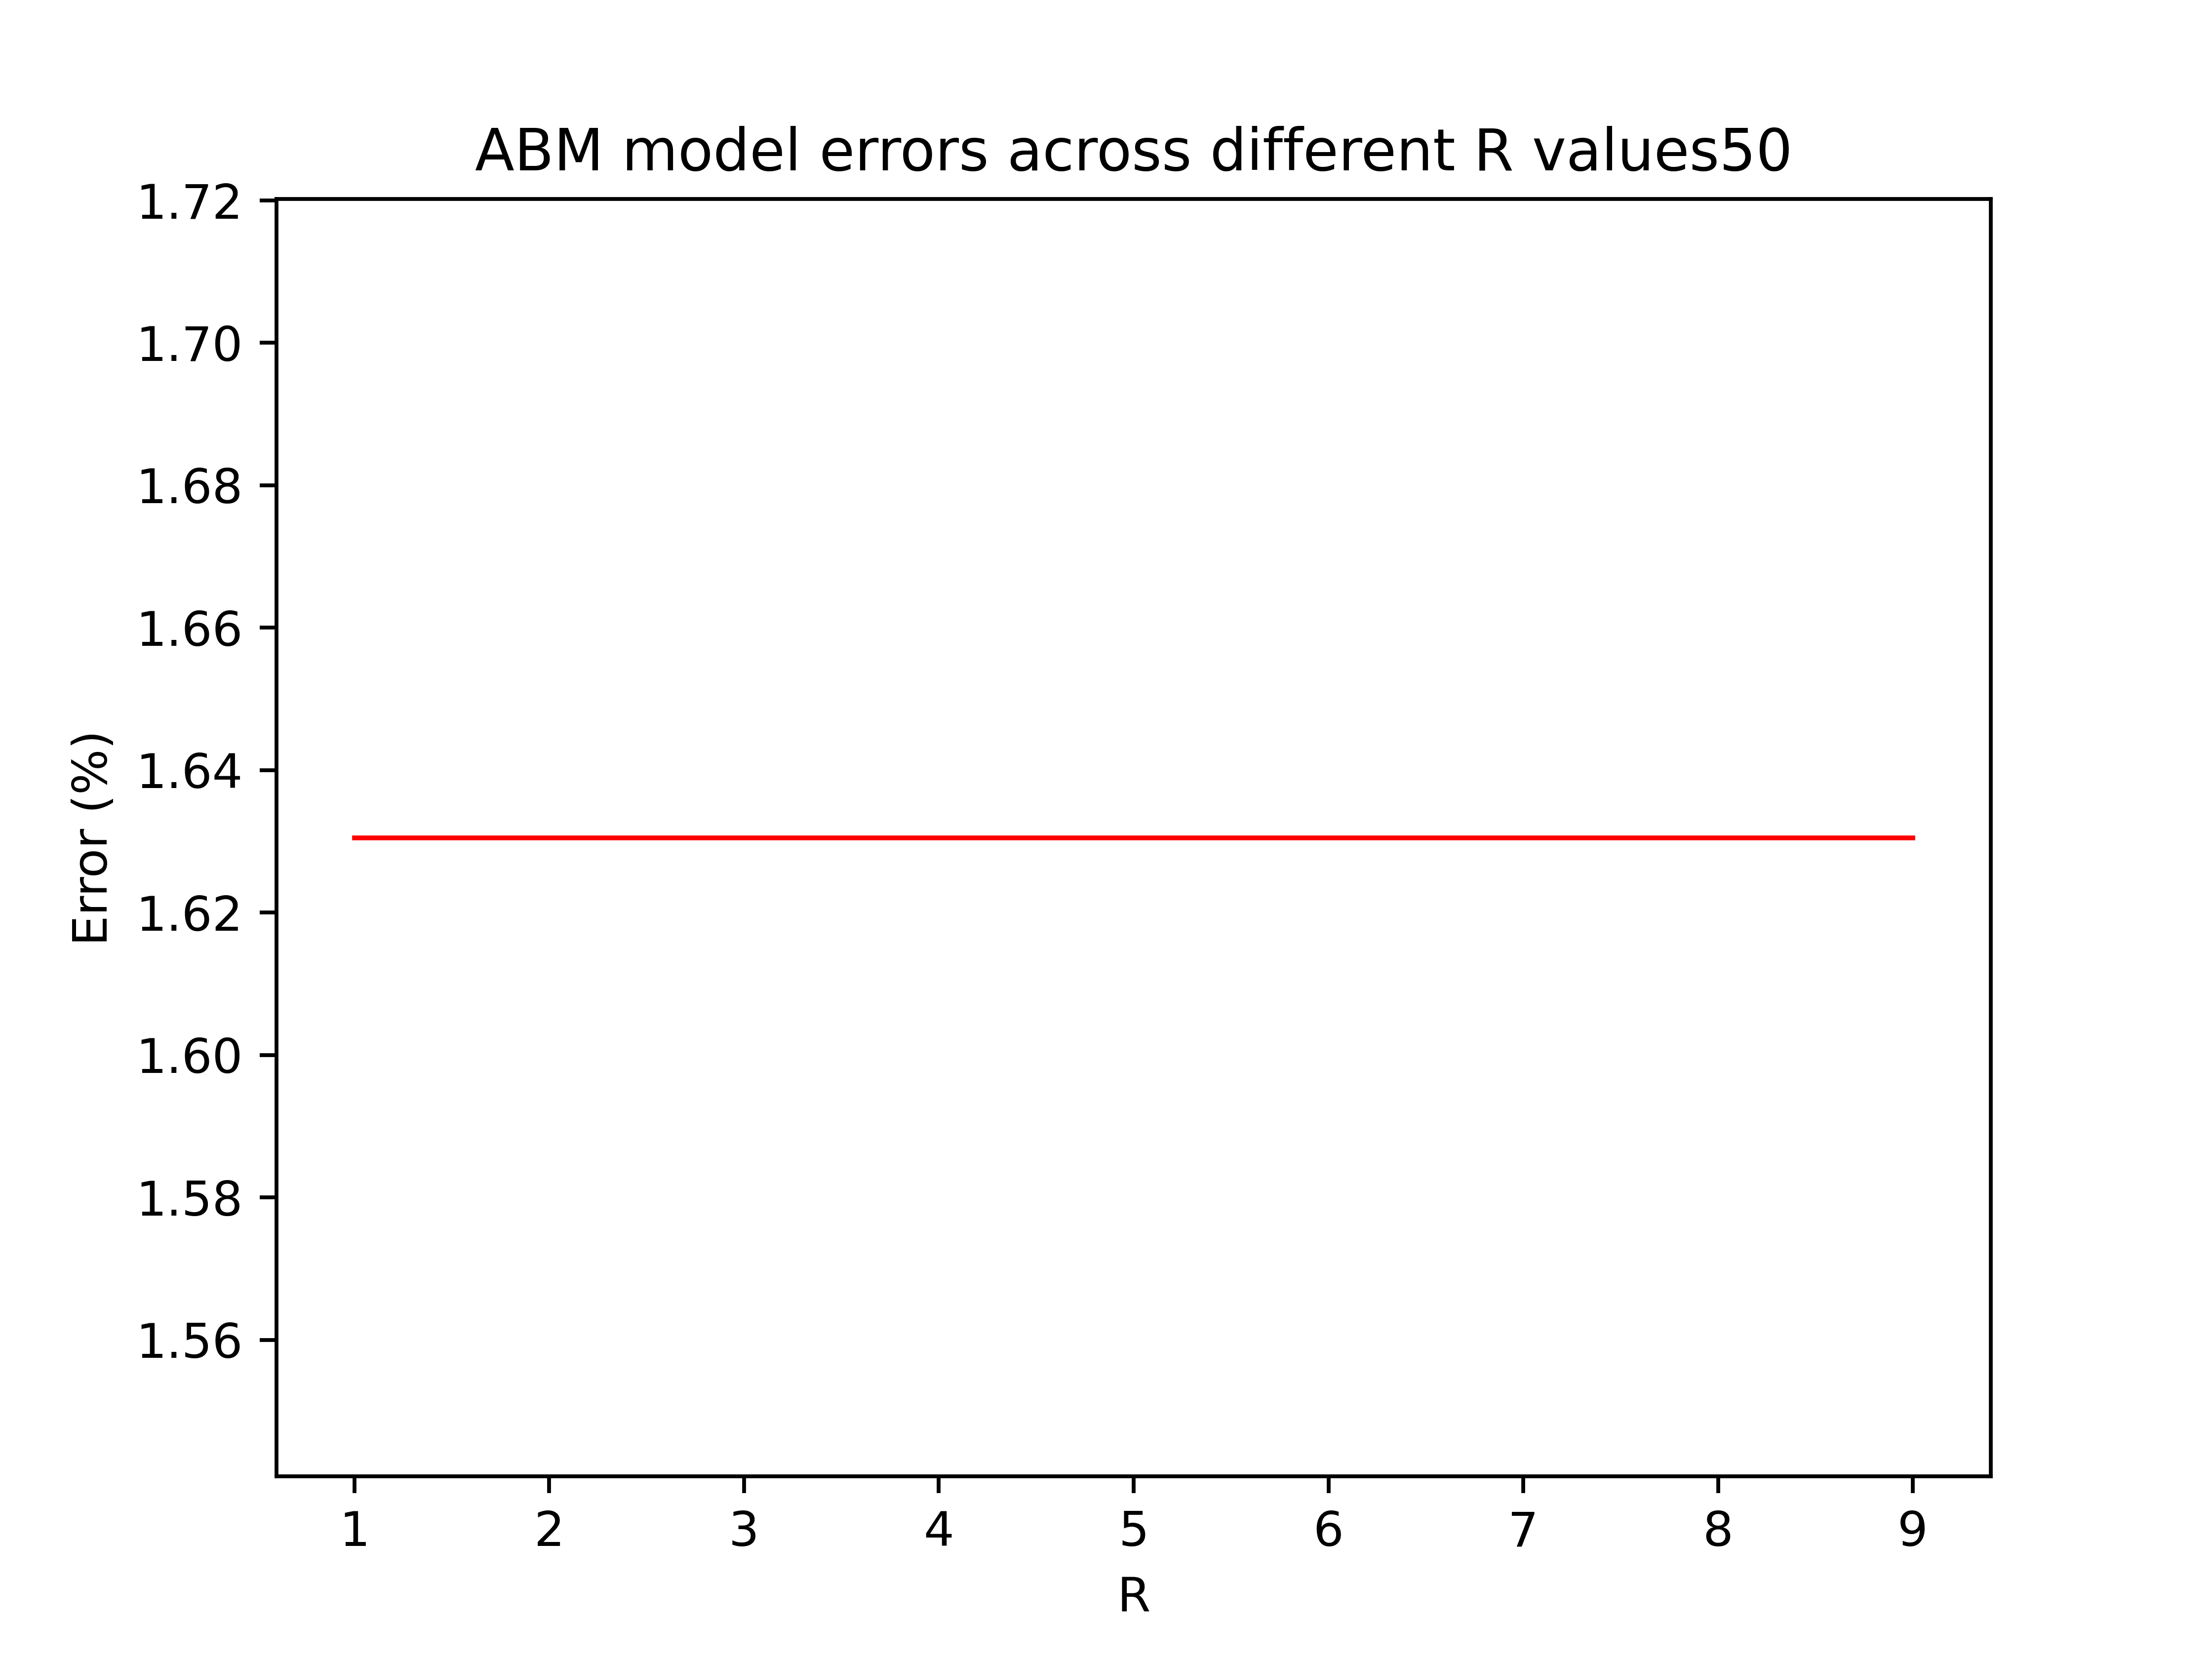 ABM model errors across different R values50
1.72
1.70
1.68
1.66
1.64
1.62
1.60
1.58
1.56
Error (%)
1 2 3 4 5 6 7 8 9
R